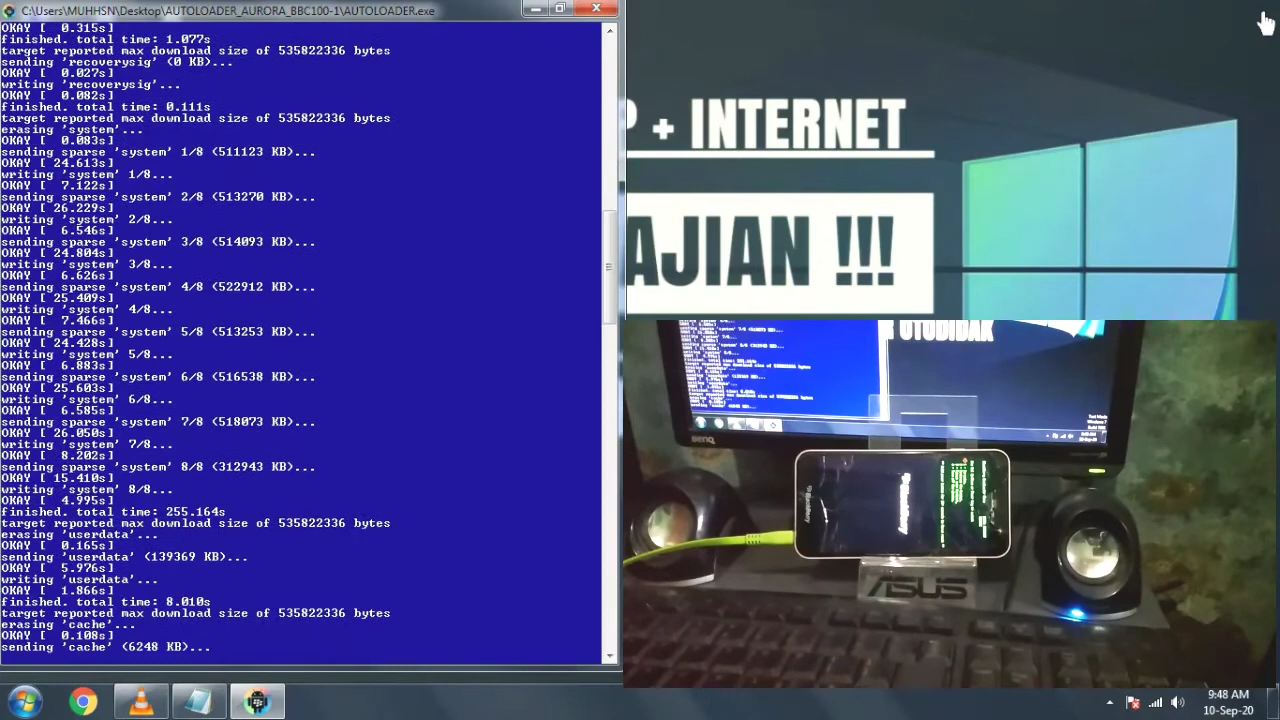 C:\Users\MUHHSN\Desktop\AUTOLOADER_AURORA_BBC100-1\AUTOLOADER.exe
OKAY [  0.315s]
finished. total time: 1.077s
target reported max download size of 535822336 bytes
sending 'recoverysig' (0 KB)...
OKAY [  0.027s]
writing 'recoverysig'...
OKAY [  0.082s]
finished. total time: 0.111s
target reported max download size of 535822336 bytes
erasing 'system'...
OKAY [  0.083s]
sending sparse 'system' 1/8 (511123 KB)...
OKAY [ 24.613s]
writing 'system' 1/8...
OKAY [  7.122s]
sending sparse 'system' 2/8 (513270 KB)...
OKAY [ 26.229s]
writing 'system' 2/8...
OKAY [  6.546s]
sending sparse 'system' 3/8 (514093 KB)...
OKAY [ 24.804s]
writing 'system' 3/8...
OKAY [  6.626s]
sending sparse 'system' 4/8 (522912 KB)...
OKAY [ 25.409s]
writing 'system' 4/8...
OKAY [  7.466s]
sending sparse 'system' 5/8 (513253 KB)...
OKAY [ 24.428s]
writing 'system' 5/8...
OKAY [  6.883s]
sending sparse 'system' 6/8 (516538 KB)...
OKAY [ 25.603s]
writing 'system' 6/8...
OKAY [  6.585s]
sending sparse 'system' 7/8 (518073 KB)...
OKAY [ 26.050s]
writing 'system' 7/8...
OKAY [  8.202s]
sending sparse 'system' 8/8 (312943 KB)...
OKAY [ 15.410s]
writing 'system' 8/8...
OKAY [  4.995s]
finished. total time: 255.164s
target reported max download size of 535822336 bytes
erasing 'userdata'...
OKAY [  0.165s]
sending 'userdata' (139369 KB)...
OKAY [  5.976s]
writing 'userdata'...
OKAY [  1.866s]
finished. total time: 8.010s
target reported max download size of 535822336 bytes
erasing 'cache'...
OKAY [  0.108s]
sending 'cache' (6248 KB)...
P + INTERNET
AJIAN !!!
OTODIDAK
BenQ
BlackBerry
ASUS
9:48 AM
10-Sep-20